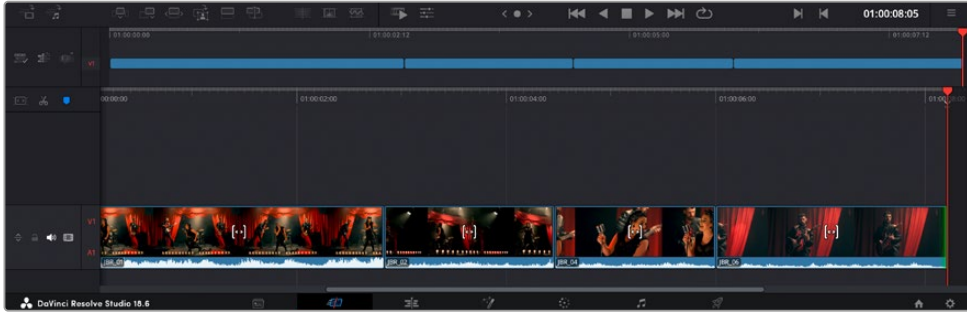 01:00:08:05
01:00:00:00 01:00:02:12 01:00:05:00 01:00:07:12
V1
00:00:00 01:00:02:00 01:00:04:00 01:00:06:00
V1
A1
JBR_01 JBR_02 JBR_04 JBR_06
DaVinci Resolve Studio 18.6